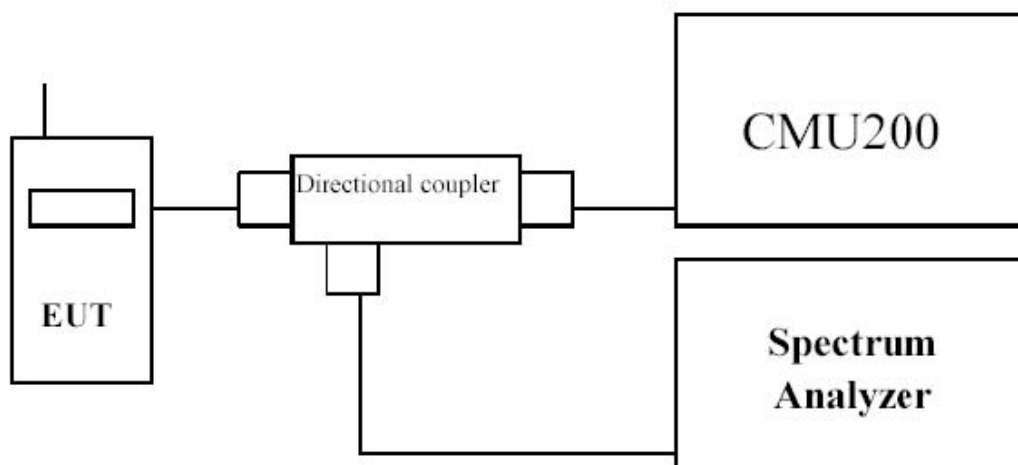 CMU200
Directional coupler
EUT
Spectrum
Analyzer